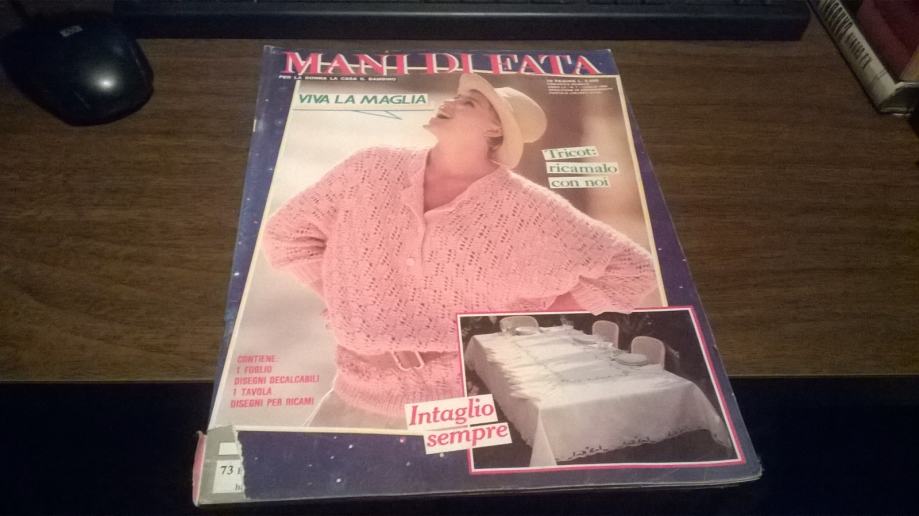 MANI DI FATA
PER LA DONNA LA CASA IL BAMBINO
VIVA LA MAGLIA
Tricot:
ricamalo
con noi
CONTIENE:
1 FOGLIO
DISEGNI DECALCABILI
1 TAVOLA
DISEGNI PER RICAMI
Intaglio
sempre
73